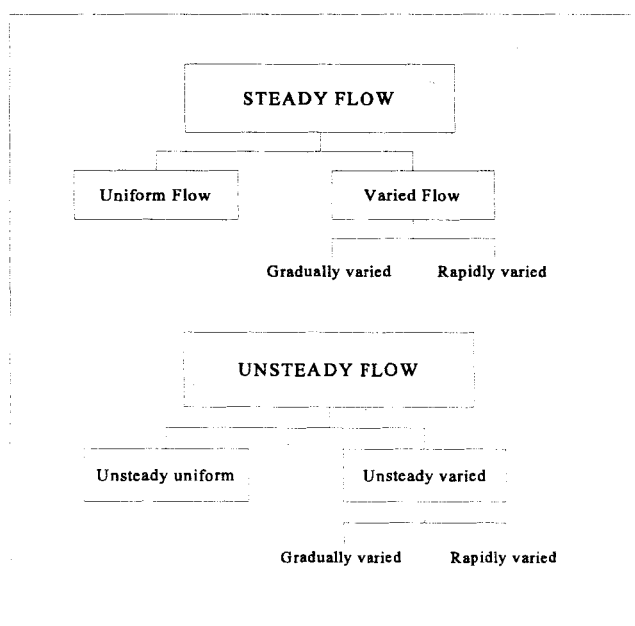 STEADY FLOW
Uniform Flow
Varied Flow
Gradually varied
Rapidly varied
UNSTEADY FLOW
Unsteady uniform
Unsteady varied
Gradually varied
Rapidly varied